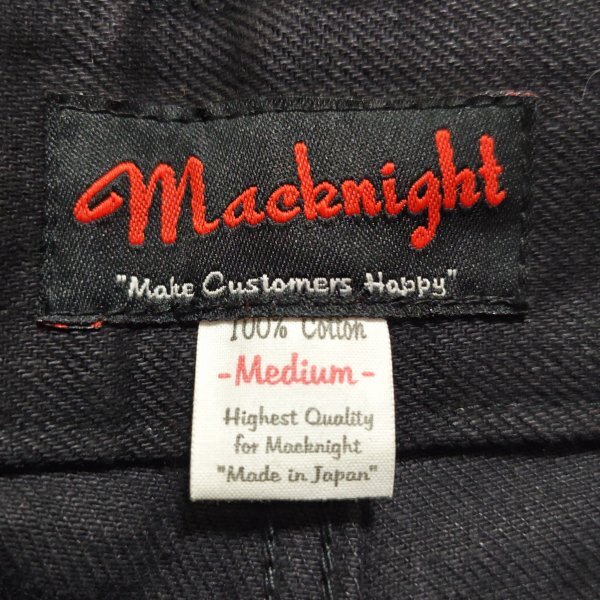 Macknight
"Make Customers Happy"
100% Cotton
-Medium-
Highest Quality
for Macknight
"Made in Japan"